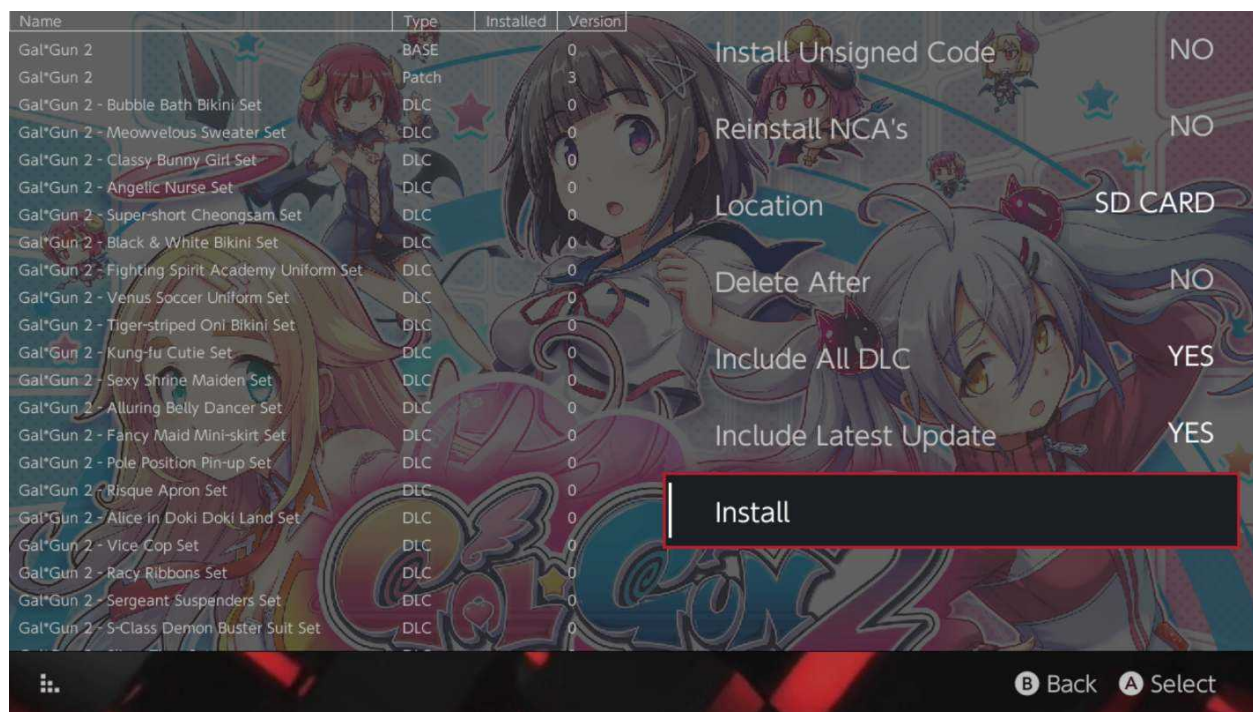 Name Type Installed Version
Gal*Gun 2 BASE 0
Gal*Gun 2 Patch 3
Gal*Gun 2 - Bubble Bath Bikini Set DLC 0
Gal*Gun 2 - Meowvelous Sweater Set DLC 0
Gal*Gun 2 - Classy Bunny Girl Set DLC 0
Gal*Gun 2 - Angelic Nurse Set DLC 0
Gal*Gun 2 - Super-short Cheongsam Set DLC 0
Gal*Gun 2 - Black & White Bikini Set DLC 0
Gal*Gun 2 - Fighting Spirit Academy Uniform Set DLC 0
Gal*Gun 2 - Venus Soccer Uniform Set DLC 0
Gal*Gun 2 - Tiger-striped Oni Bikini Set DLC 0
Gal*Gun 2 - Kung-fu Cutie Set DLC 0
Gal*Gun 2 - Sexy Shrine Maiden Set DLC 0
Gal*Gun 2 - Alluring Belly Dancer Set DLC 0
Gal*Gun 2 - Fancy Maid Mini-skirt Set DLC 0
Gal*Gun 2 - Pole Position Pin-up Set DLC 0
Gal*Gun 2 - Risque Apron Set DLC 0
Gal*Gun 2 - Alice in Doki Doki Land Set DLC 0
Gal*Gun 2 - Vice Cop Set DLC 0
Gal*Gun 2 - Racy Ribbons Set DLC 0
Gal*Gun 2 - Sergeant Suspenders Set DLC 0
Gal*Gun 2 - S-Class Demon Buster Suit Set DLC 0
Install Unsigned Code NO
Reinstall NCA's NO
Location SD CARD
Delete After NO
Include All DLC YES
Include Latest Update YES
Install
GAL GUN 2
B Back A Select